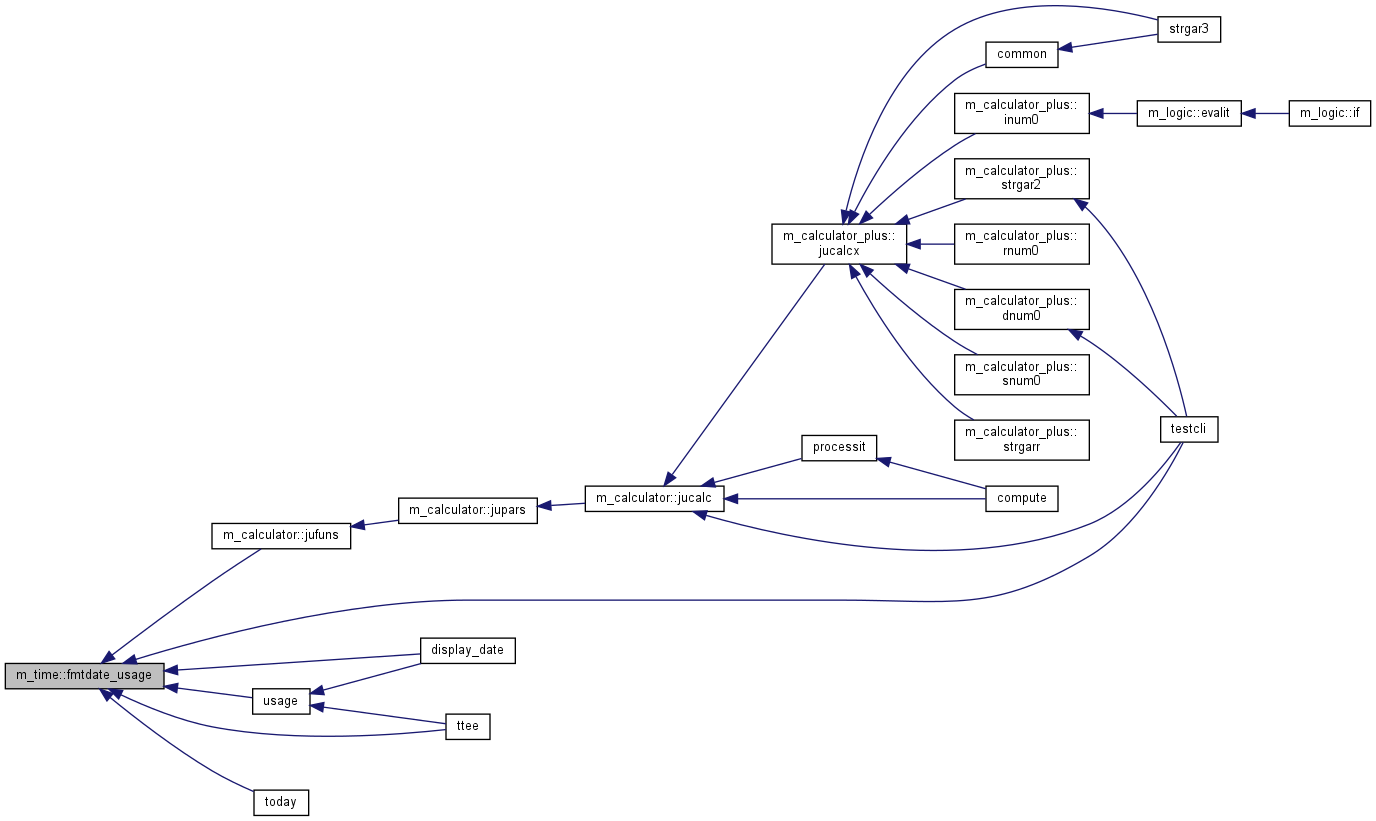 strgar3
common
m_calculator_plus::
inum0
m_logic::evalit
m_logic::if
m_calculator_plus::
strgar2
m_calculator_plus::
jucalcx
m_calculator_plus::
rnum0
m_calculator_plus::
dnum0
m_calculator_plus::
snum0
m_calculator_plus::
strgarr
testcli
processit
compute
m_calculator::jucalc
m_calculator::jupars
m_calculator::jufuns
display_date
m_time::fmtdate_usage
usage
ttee
today